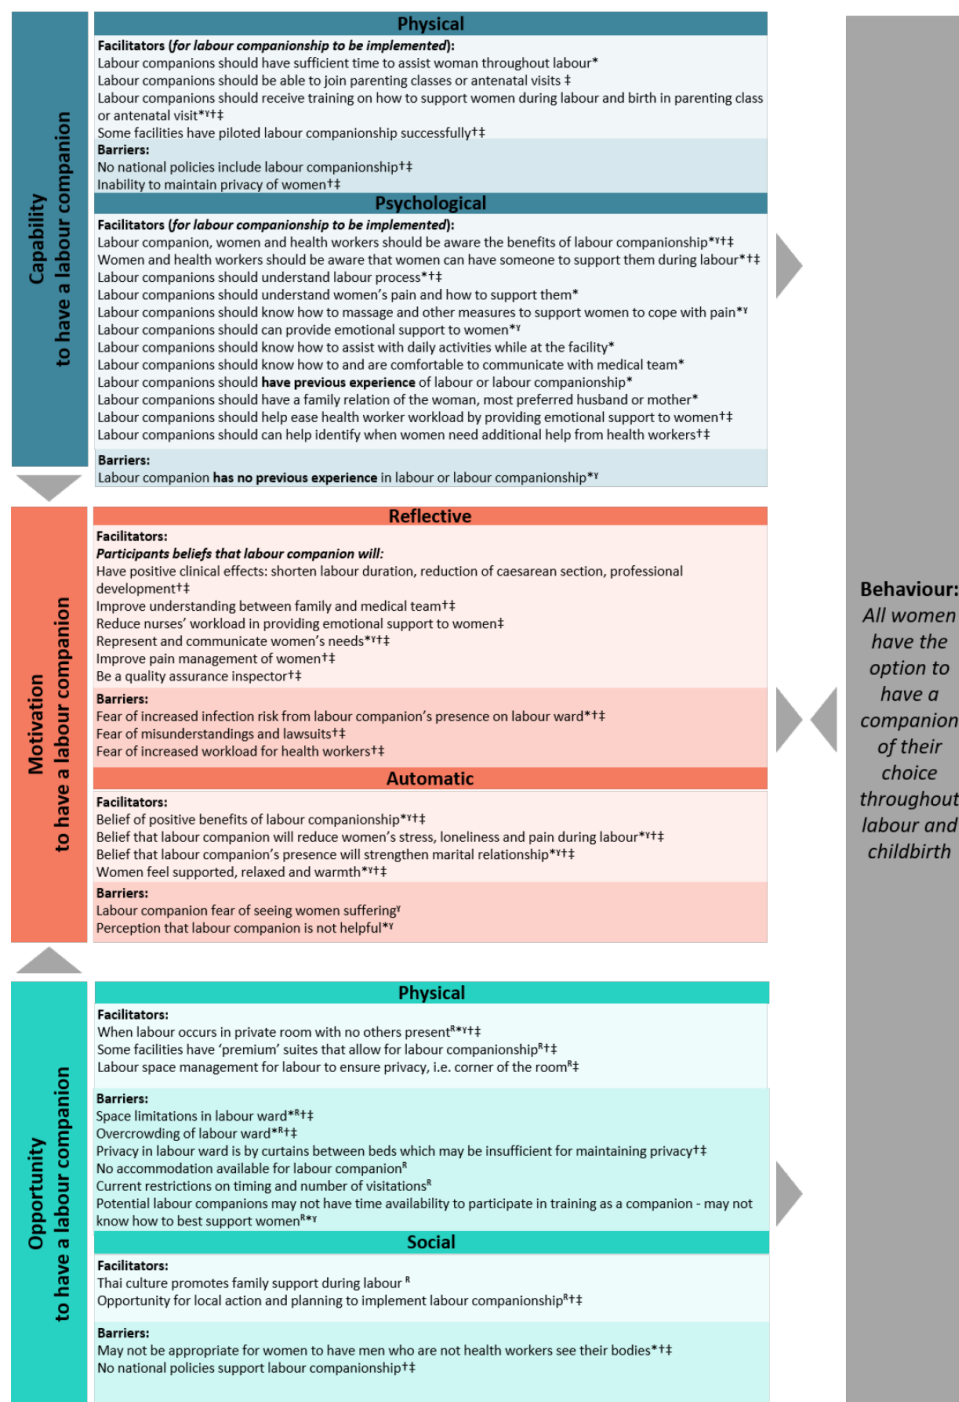 Capability
to have a labour companion
Physical
Facilitators (for labour companionship to be implemented):
Labour companions should have sufficient time to assist woman throughout labour*
Labour companions should be able to join parenting classes or antenatal visits ‡
Labour companions should receive training on how to support women during labour and birth in parenting class
or antenatal visit*ˠ†‡
Some facilities have piloted labour companionship successfully†‡
Barriers:
No national policies include labour companionship†‡
Inability to maintain privacy of women†‡
Psychological
Facilitators (for labour companionship to be implemented):
Labour companion, women and health workers should be aware the benefits of labour companionship*ˠ†‡
Women and health workers should be aware that women can have someone to support them during labour*†‡
Labour companions should understand labour process*†‡
Labour companions should understand women's pain and how to support them*
Labour companions should know how to massage and other measures to support women to cope with pain*ˠ
Labour companions should can provide emotional support to women*ˠ
Labour companions should know how to assist with daily activities while at the facility*
Labour companions should know how to and are comfortable to communicate with medical team*
Labour companions should have previous experience of labour or labour companionship*
Labour companions should have a family relation of the woman, most preferred husband or mother*
Labour companions should help ease health worker workload by providing emotional support to women†‡
Labour companions should can help identify when women need additional help from health workers†‡
Barriers:
Labour companion has no previous experience in labour or labour companionship*ˠ
Motivation
to have a labour companion
Reflective
Facilitators:
Participants beliefs that labour companion will:
Have positive clinical effects: shorten labour duration, reduction of caesarean section, professional
development†‡
Improve understanding between family and medical team†‡
Reduce nurses' workload in providing emotional support to women‡
Represent and communicate women's needs*ˠ†‡
Improve pain management of women†‡
Be a quality assurance inspector†‡
Barriers:
Fear of increased infection risk from labour companion's presence on labour ward*†‡
Fear of misunderstandings and lawsuits†‡
Fear of increased workload for health workers†‡
Automatic
Facilitators:
Belief of positive benefits of labour companionship*ˠ†‡
Belief that labour companion will reduce women's stress, loneliness and pain during labour*ˠ†‡
Belief that labour companion's presence will strengthen marital relationship*ˠ†‡
Women feel supported, relaxed and warmth*ˠ†‡
Barriers:
Labour companion fear of seeing women sufferingˠ
Perception that labour companion is not helpful*ˠ
Opportunity
to have a labour companion
Physical
Facilitators:
When labour occurs in private room with no others presentᴿ*ˠ†‡
Some facilities have 'premium' suites that allow for labour companionshipᴿ†‡
Labour space management for labour to ensure privacy, i.e. corner of the roomᴿ‡
Barriers:
Space limitations in labour ward*ᴿ†‡
Overcrowding of labour ward*ᴿ†‡
Privacy in labour ward is by curtains between beds which may be insufficient for maintaining privacy†‡
No accommodation available for labour companionᴿ
Current restrictions on timing and number of visitationsᴿ
Potential labour companions may not have time availability to participate in training as a companion - may not
know how to best support womenᴿ*ˠ
Social
Facilitators:
Thai culture promotes family support during labour ᴿ
Opportunity for local action and planning to implement labour companionshipᴿ†‡
Barriers:
May not be appropriate for women to have men who are not health workers see their bodies*†‡
No national policies support labour companionship†‡
Behaviour:
All women
have the
option to
have a
companion
of their
choice
throughout
labour and
childbirth